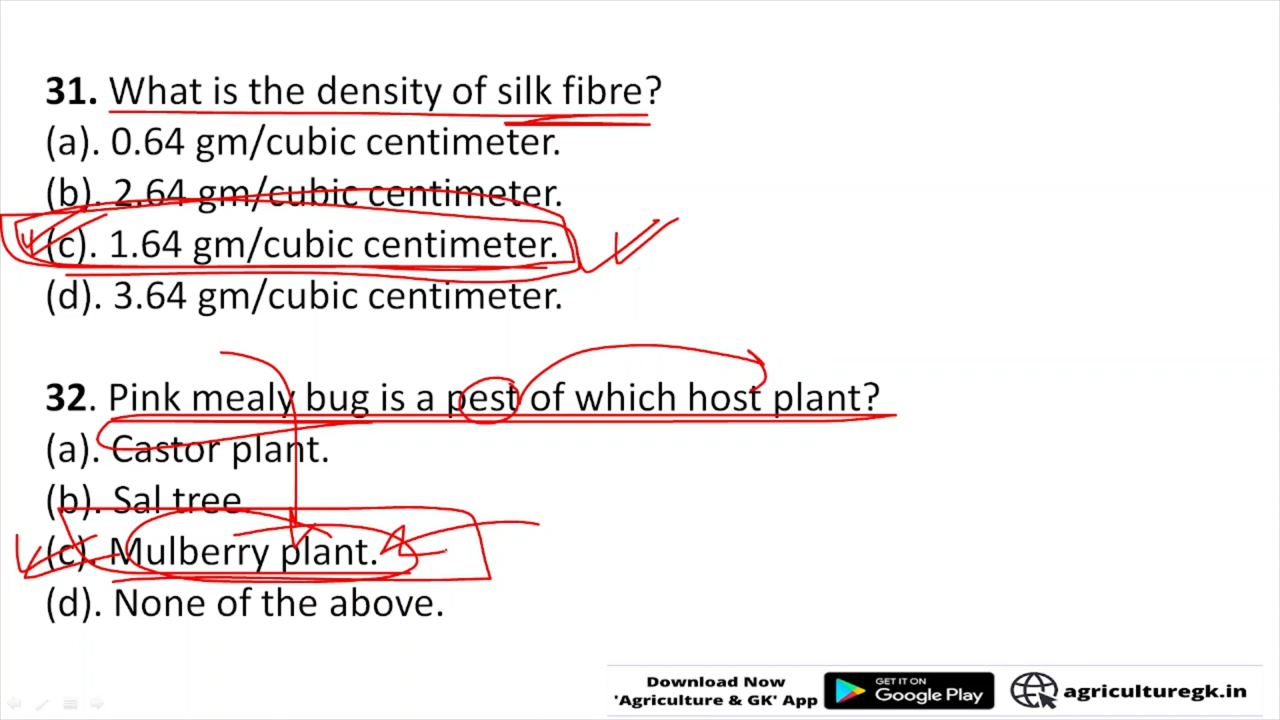 31. What is the density of silk fibre?
(a). 0.64 gm/cubic centimeter.
(b). 2.64 gm/cubic centimeter.
(c). 1.64 gm/cubic centimeter.
(d). 3.64 gm/cubic centimeter.
32. Pink mealy bug is a pest of which host plant?
(a). Castor plant.
(b). Sal tree
(c). Mulberry plant.
(d). None of the above.
Download Now
'Agriculture & GK' App
GET IT ON
Google Play
agriculturegk.in